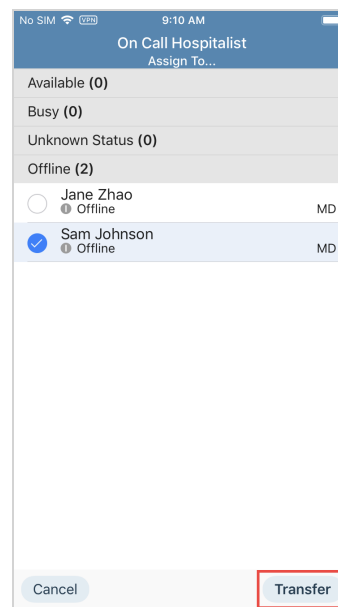 No SIM VPN 9:10 AM
On Call Hospitalist
Assign To...
Available (0)
Busy (0)
Unknown Status (0)
Offline (2)
Jane Zhao
Offline MD
Sam Johnson
Offline MD
Cancel Transfer